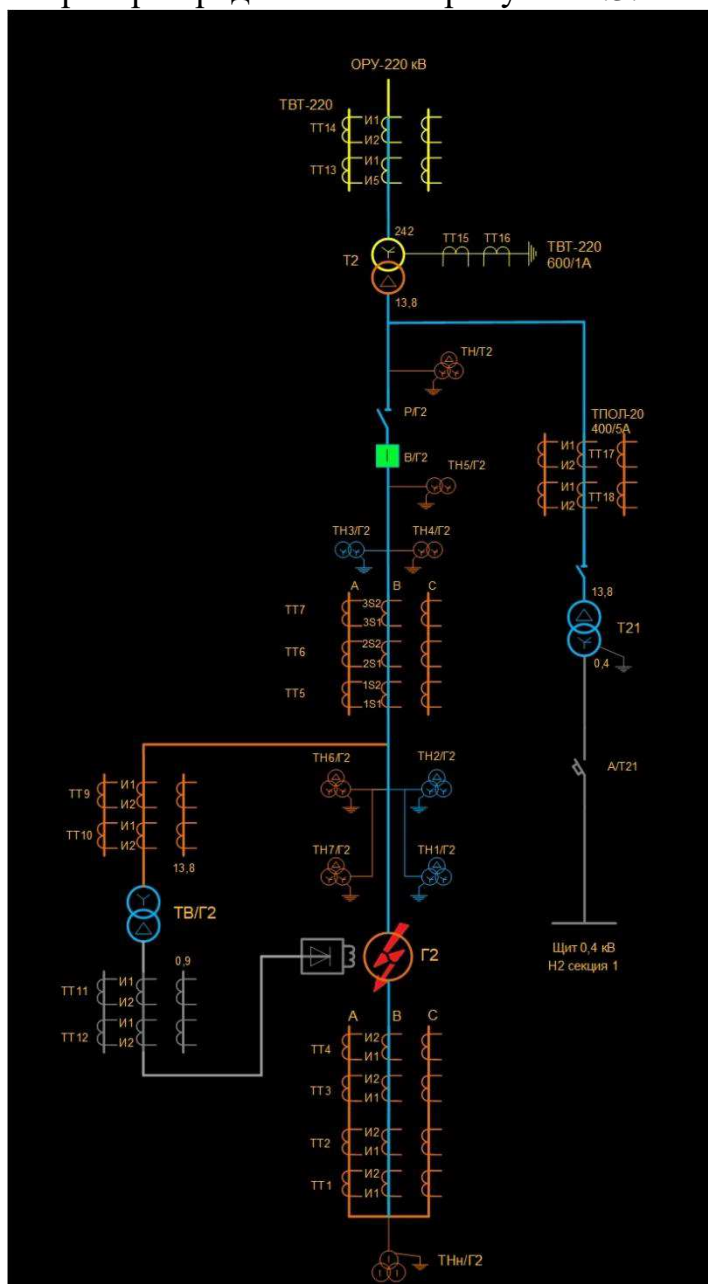 ОРУ-220 кВ
ТВТ-220
ТТ14
И1
И2
ТТ13
И1
И5
242
Т2
13,8
ТТ15
ТТ16
ТВТ-220
600/1А
ТН/Т2
Р/Г2
В/Г2
ТН5/Г2
ТН3/Г2
ТН4/Г2
ТПОЛ-20
400/5А
И1
И2
ТТ17
И1
И2
ТТ18
13,8
Т21
0,4
А/Т21
Щит 0,4 кВ
Н2 секция 1
А
В
С
ТТ7
3S2
3S1
ТТ6
2S2
2S1
ТТ5
1S2
1S1
ТН6/Г2
ТН2/Г2
ТН7/Г2
ТН1/Г2
ТТ9
И1
И2
ТТ10
И1
И2
13,8
ТВ/Г2
0,9
ТТ11
И1
И2
ТТ12
И1
И2
Г2
А
В
С
ТТ4
И2
И1
ТТ3
И2
И1
ТТ2
И2
И1
ТТ1
И2
И1
ТНн/Г2